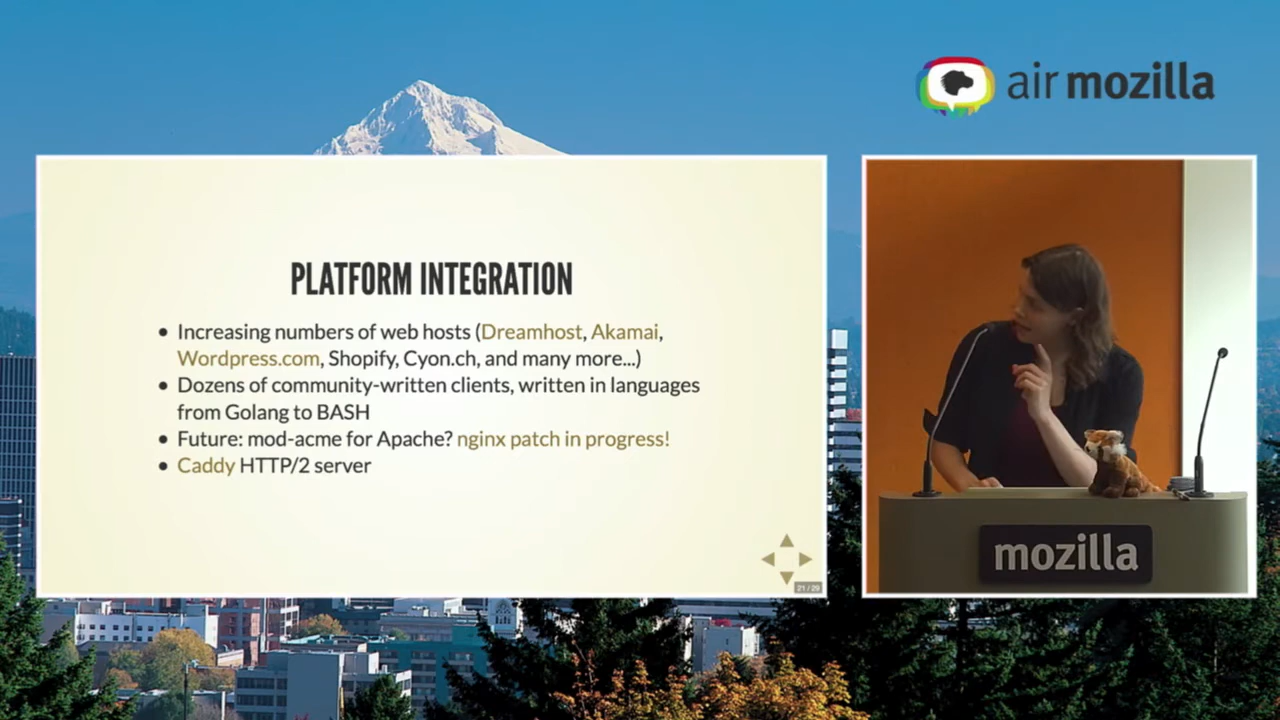 air mozilla
PLATFORM INTEGRATION
• Increasing numbers of web hosts (Dreamhost, Akamai,
Wordpress.com, Shopify, Cyon.ch, and many more...)
• Dozens of community-written clients, written in languages
from Golang to BASH
• Future: mod-acme for Apache? nginx patch in progress!
• Caddy HTTP/2 server
21 / 29
mozilla